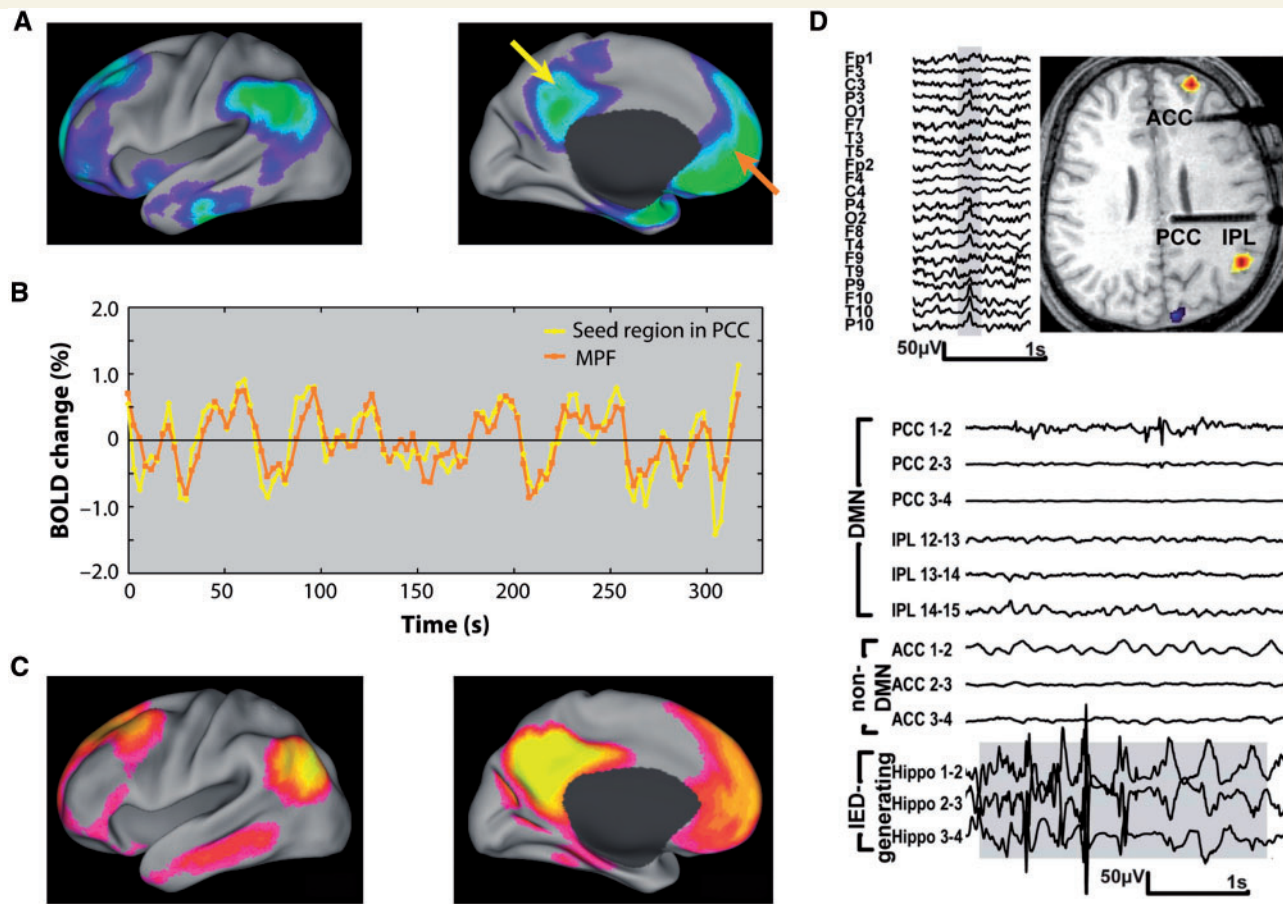 A
B
2.0
1.0
0
−1.0
−2.0
BOLD change (%)
Seed region in PCC
MPF
0 50 100 150 200 250 300
Time (s)
C
D
Fp1
F3
C3
P3
O1
F7
T3
T5
Fp2
F4
C4
P4
O2
F8
T4
F9
T9
P9
F10
T10
P10
50µV 1s
ACC
PCC IPL
DMN
PCC 1-2
PCC 2-3
PCC 3-4
IPL 12-13
IPL 13-14
IPL 14-15
non-
DMN
ACC 1-2
ACC 2-3
ACC 3-4
IED-
generating
Hippo 1-2
Hippo 2-3
Hippo 3-4
50µV 1s